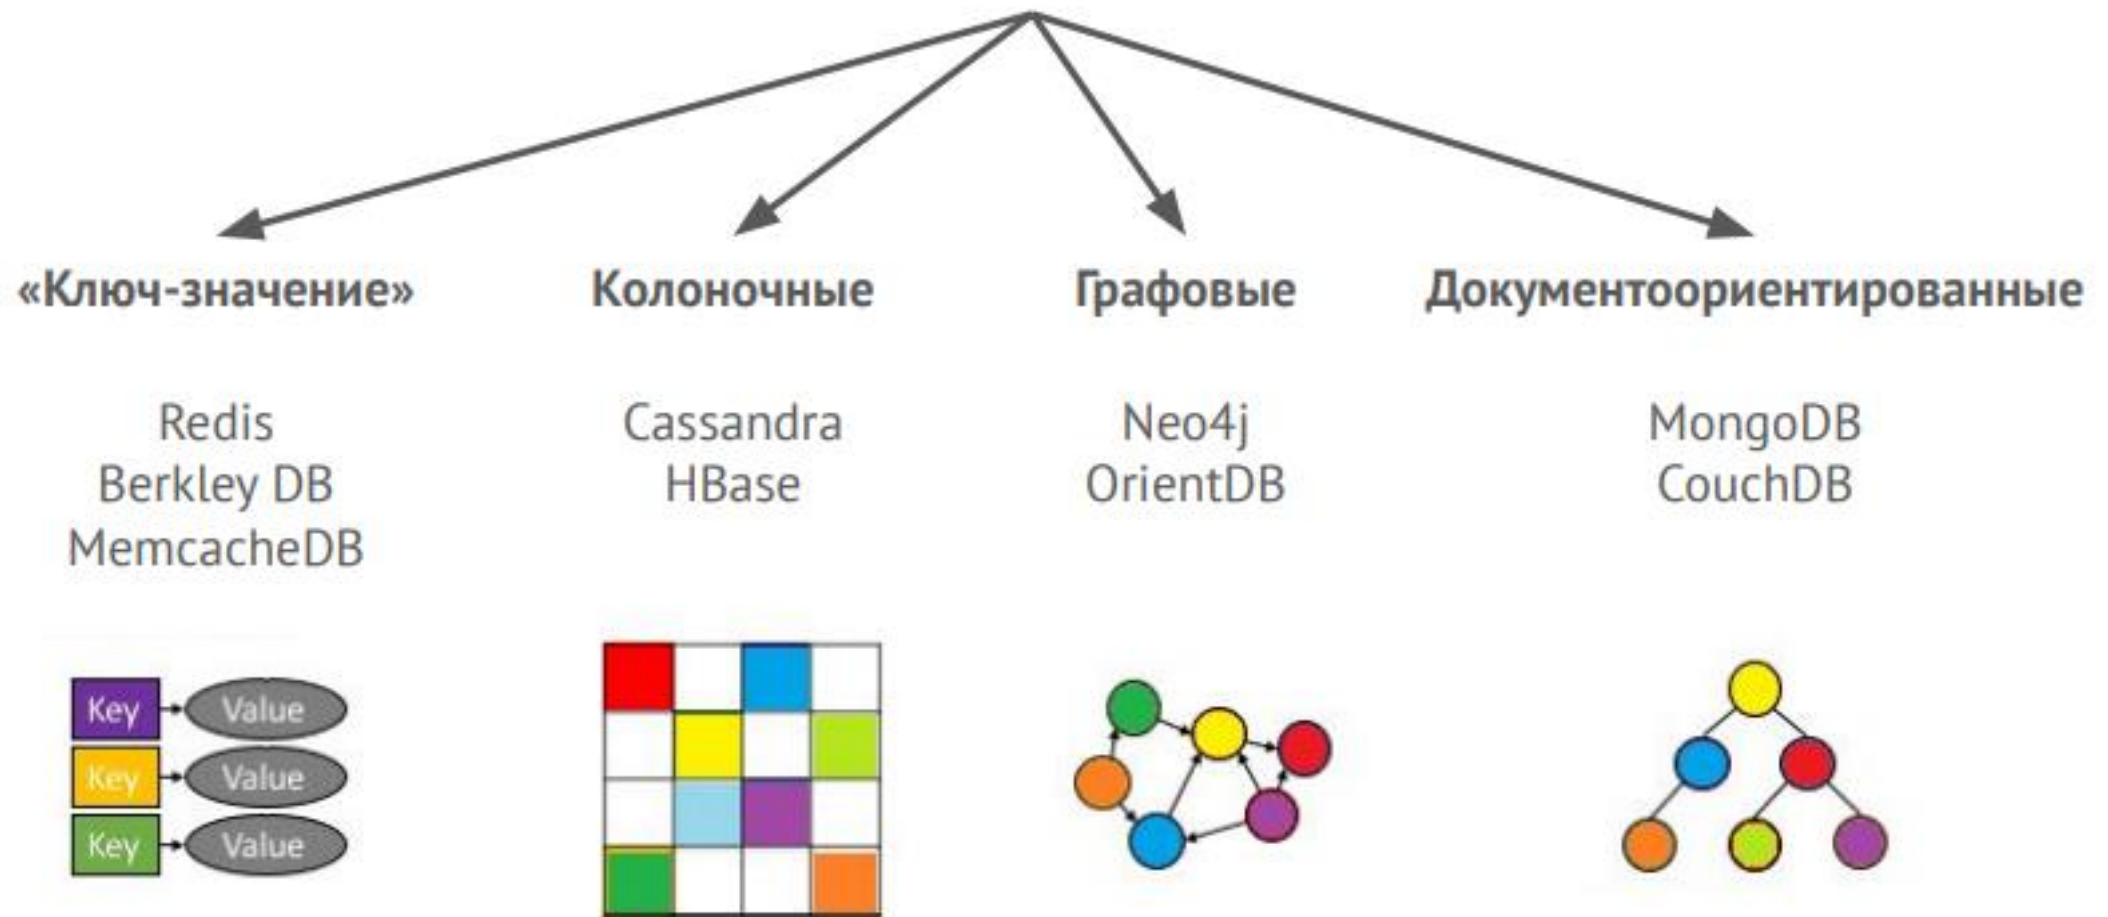 «Ключ-значение»
Колоночные
Графовые
Документоориентированные
Redis
Berkley DB
MemcacheDB
Cassandra
HBase
Neo4j
OrientDB
MongoDB
CouchDB
Key
Value
Key
Value
Key
Value